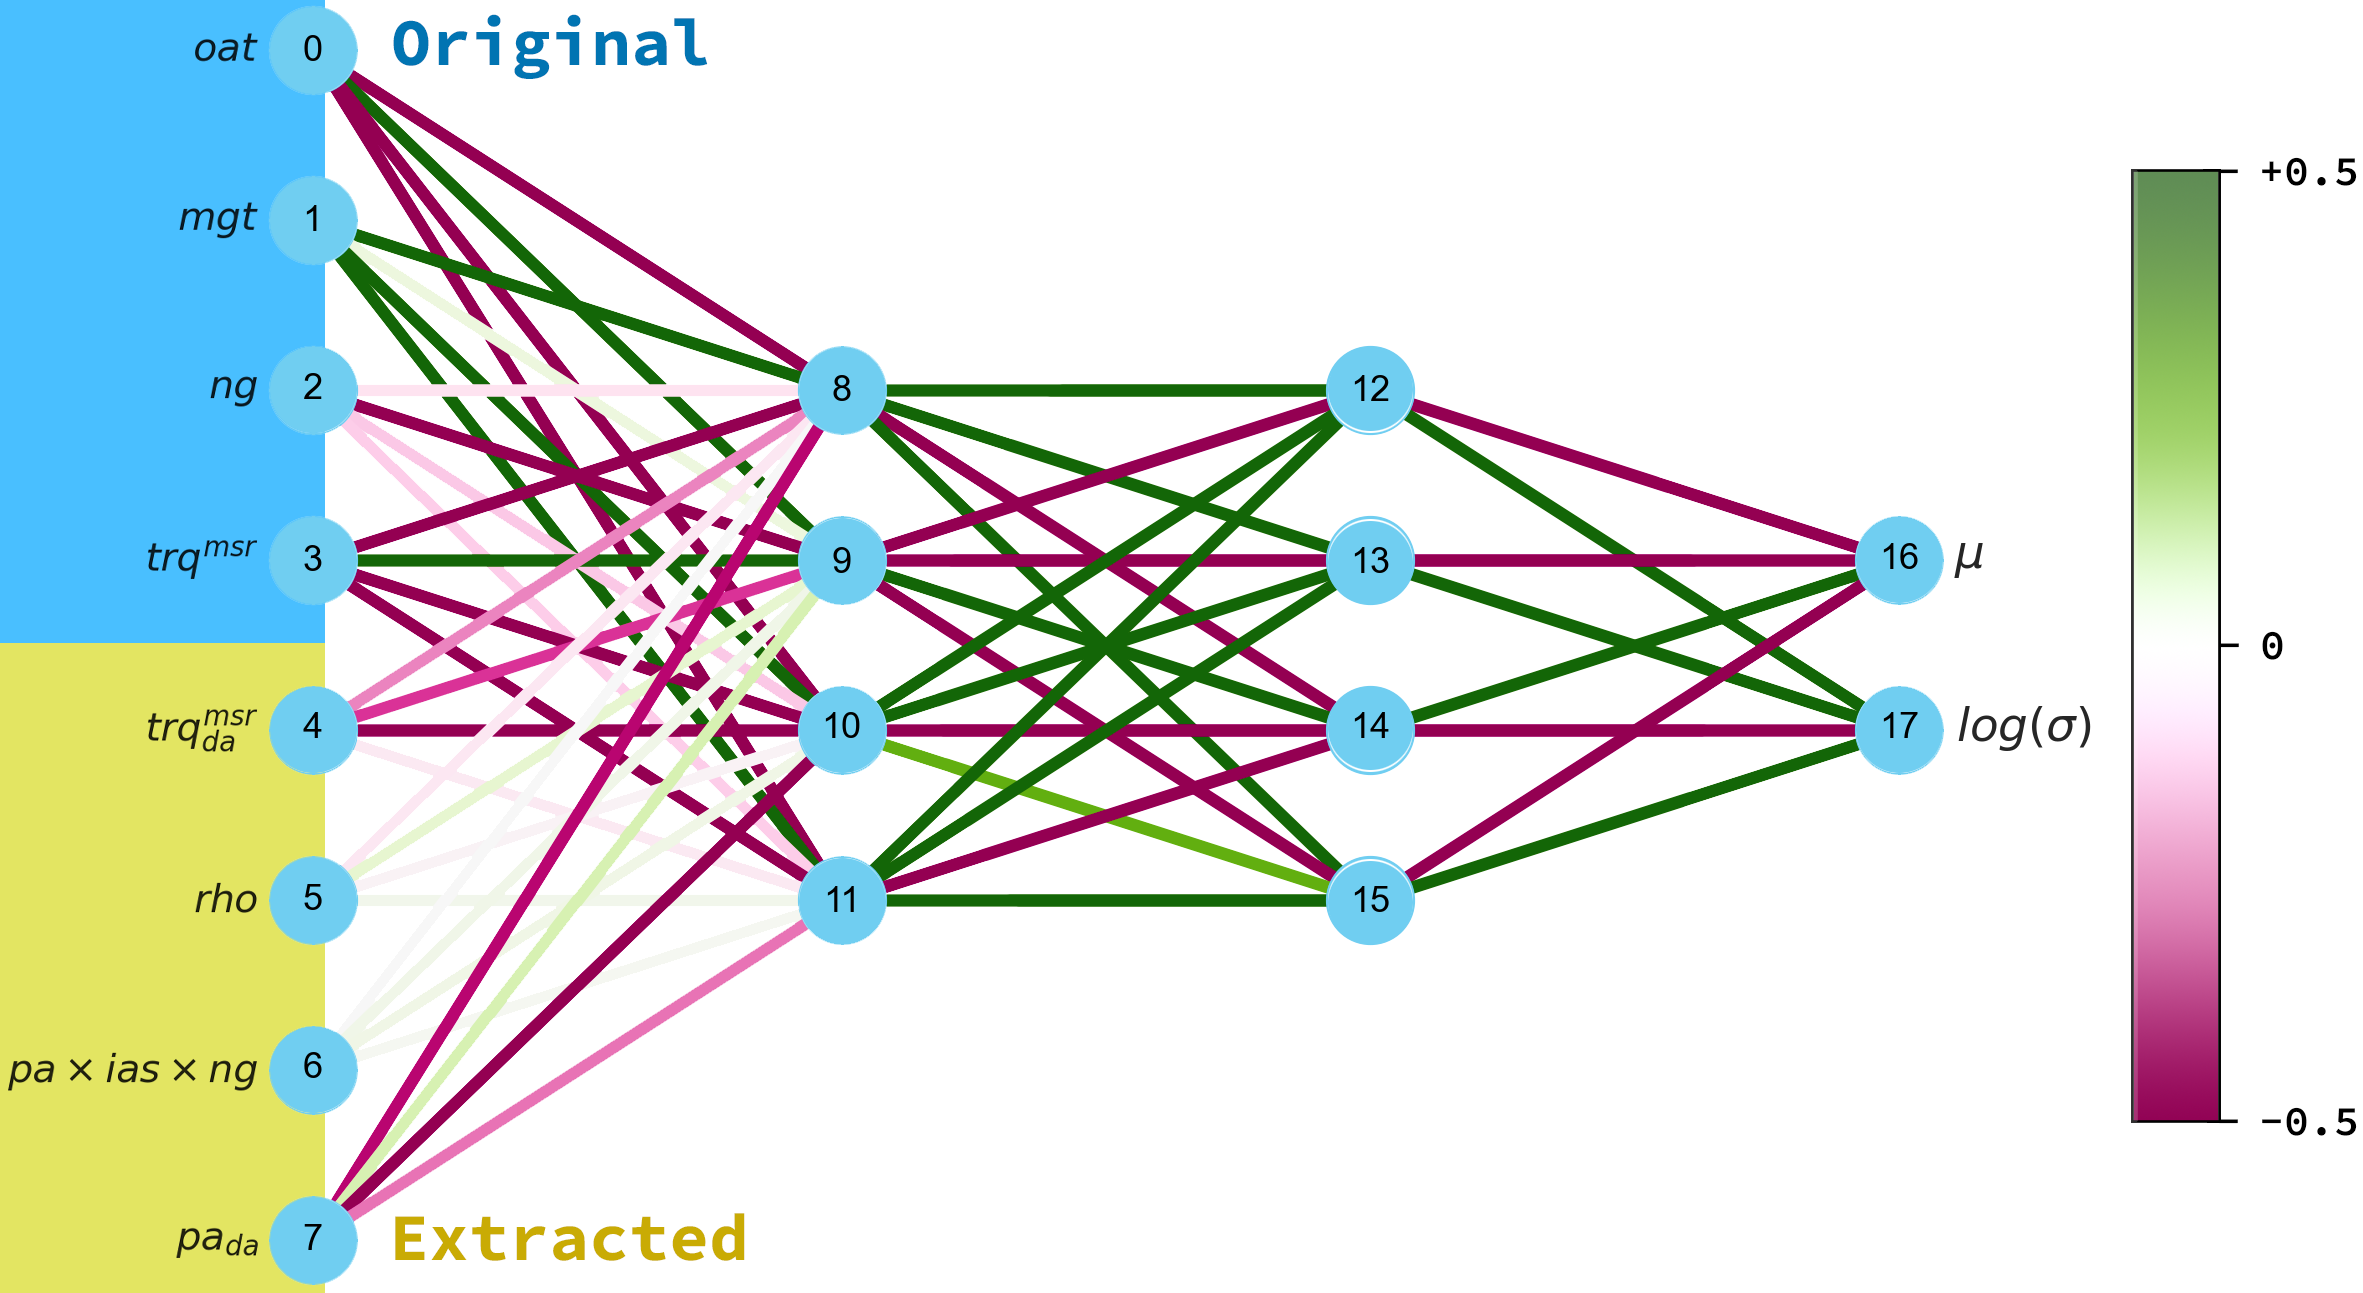 Original
oat 0
mgt 1
ng 2
trq^msr 3
trq_da^msr 4
rho 5
pa × ias × ng 6
pa_da 7
Extracted
8
9
10
11
12
13
14
15
16 μ
17 log(σ)
+0.5
0
−0.5